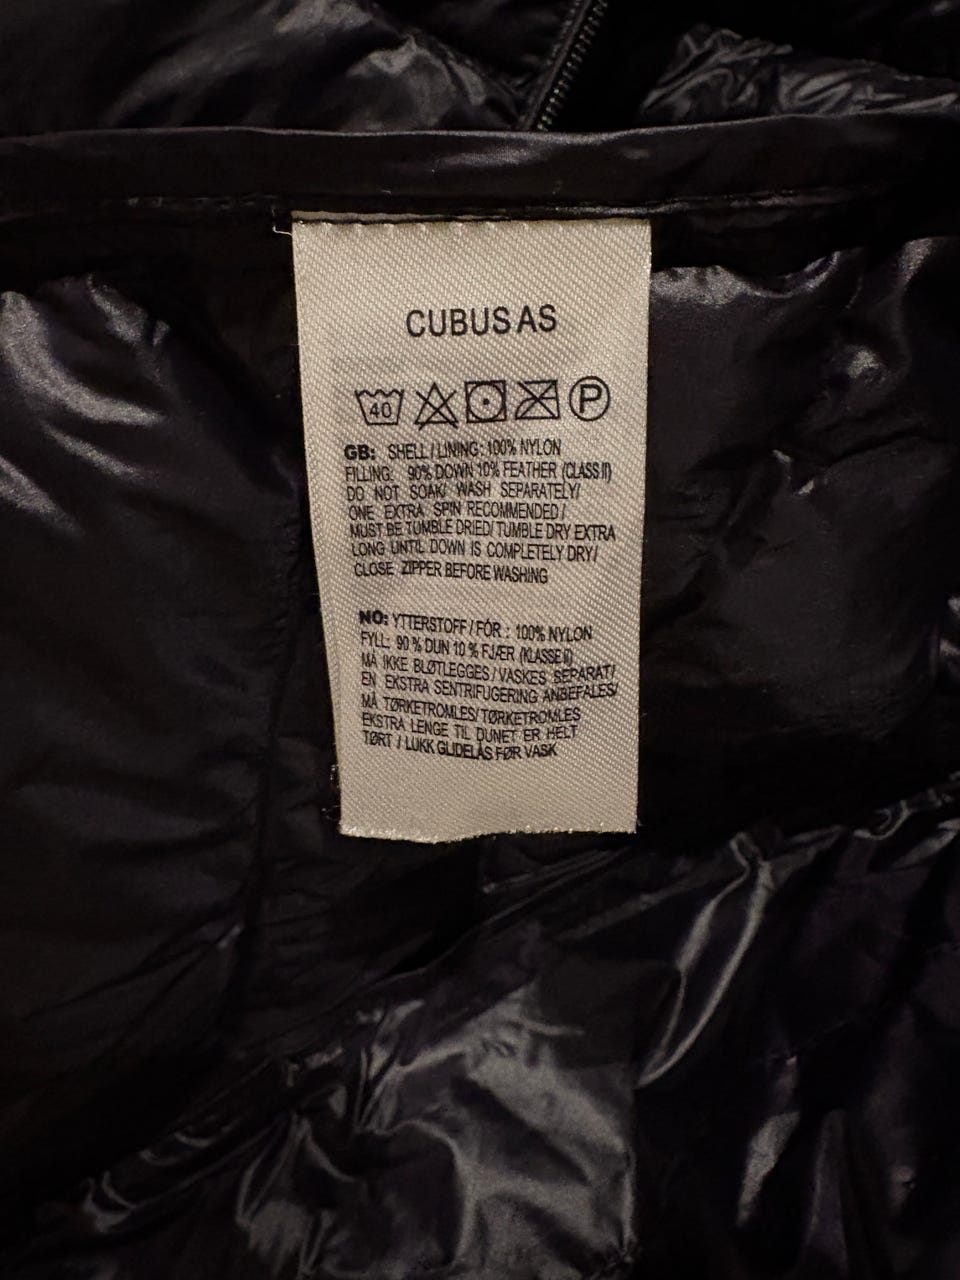 CUBUS AS
40 P
GB: SHELL / LINING: 100% NYLON
FILLING: 90% DOWN 10% FEATHER (CLASS II)
DO NOT SOAK/ WASH SEPARATELY/
ONE EXTRA SPIN RECOMMENDED /
MUST BE TUMBLE DRIED/ TUMBLE DRY EXTRA
LONG UNTIL DOWN IS COMPLETELY DRY/
CLOSE ZIPPER BEFORE WASHING
NO: YTTERSTOFF / FÓR : 100% NYLON
FYLL: 90 % DUN 10 % FJÆR (KLASSE II)
MÅ IKKE BLØTLEGGES / VASKES SEPARAT/
EN EKSTRA SENTRIFUGERING ANBEFALES/
MÅ TØRKETROMLES/ TØRKETROMLES
EKSTRA LENGE TIL DUNET ER HELT
TØRT / LUKK GLIDELÅS FØR VASK